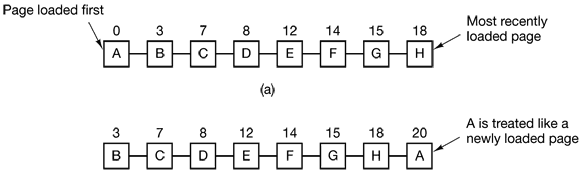 Page loaded first
0 3 7 8 12 14 15 18
A B C D E F G H
Most recently
loaded page
(a)
3 7 8 12 14 15 18 20
B C D E F G H A
A is treated like a
newly loaded page